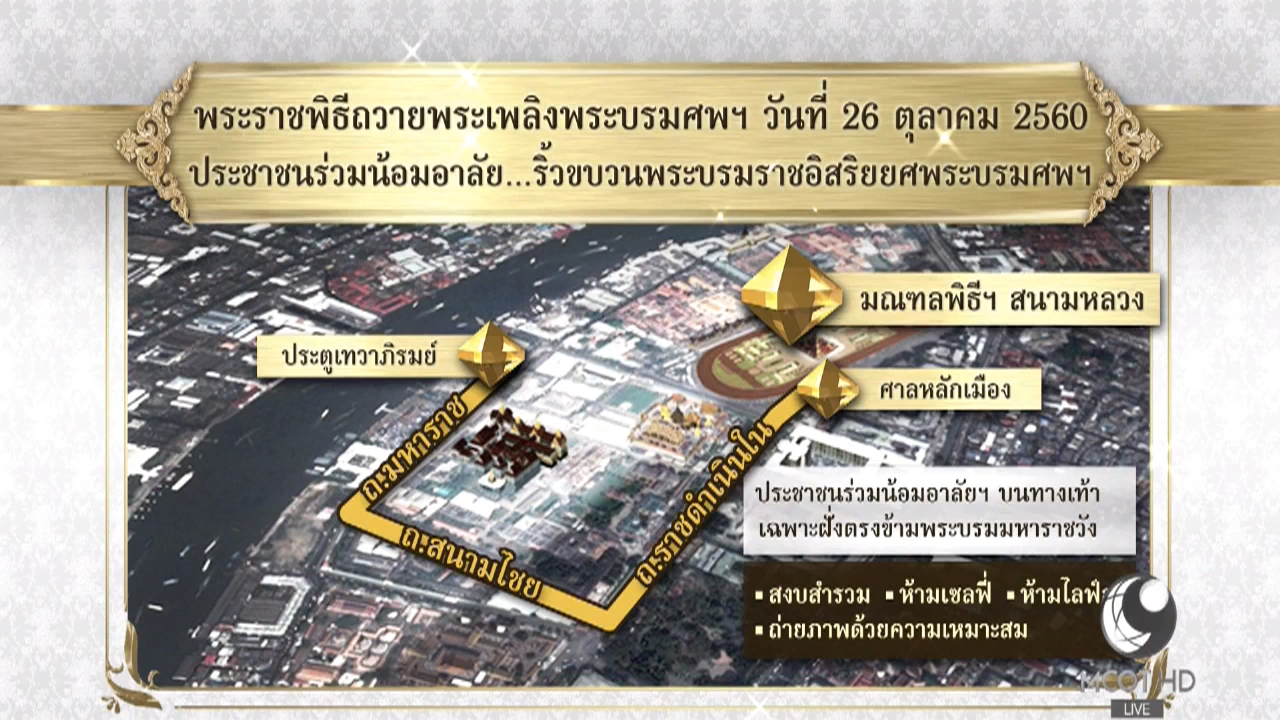 พระราชพิธีถวายพระเพลิงพระบรมศพฯ วันที่ 26 ตุลาคม 2560
ประชาชนร่วมน้อมอาลัย...ริ้วขบวนพระบรมราชอิสริยยศพระบรมศพฯ
มณฑลพิธีฯ สนามหลวง
ประตูเทวาภิรมย์
ศาลหลักเมือง
ถ.มหาราช
ถ.สนามไชย
ถ.ราชดำเนินใน
ประชาชนร่วมน้อมอาลัยฯ บนทางเท้า
เฉพาะฝั่งตรงข้ามพระบรมมหาราชวัง
▪ สงบสำรวม ▪ ห้ามเซลฟี่ ▪ ห้ามไลฟ์
▪ ถ่ายภาพด้วยความเหมาะสม
MCOT HD
LIVE